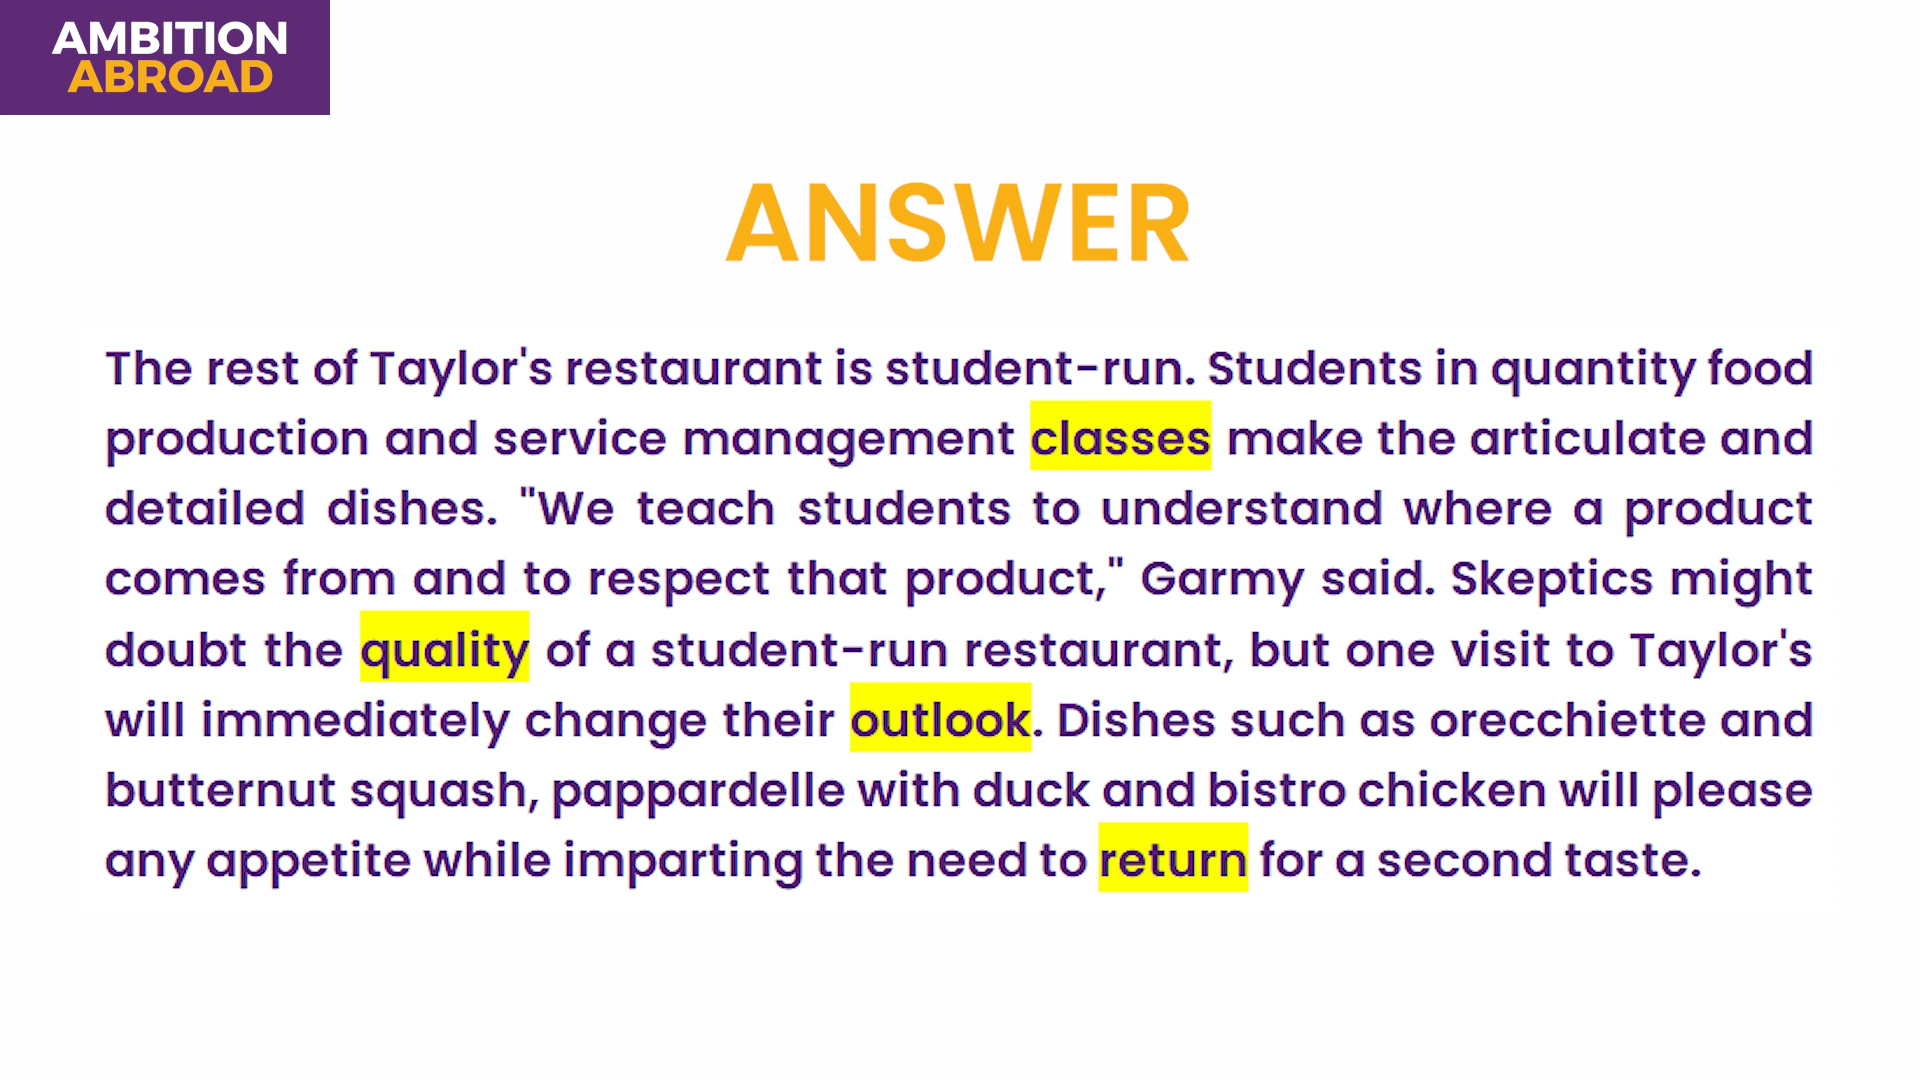 AMBITION
ABROAD
ANSWER
The rest of Taylor's restaurant is student-run. Students in quantity food
production and service management classes make the articulate and
detailed dishes. "We teach students to understand where a product
comes from and to respect that product," Garmy said. Skeptics might
doubt the quality of a student-run restaurant, but one visit to Taylor's
will immediately change their outlook. Dishes such as orecchiette and
butternut squash, pappardelle with duck and bistro chicken will please
any appetite while imparting the need to return for a second taste.